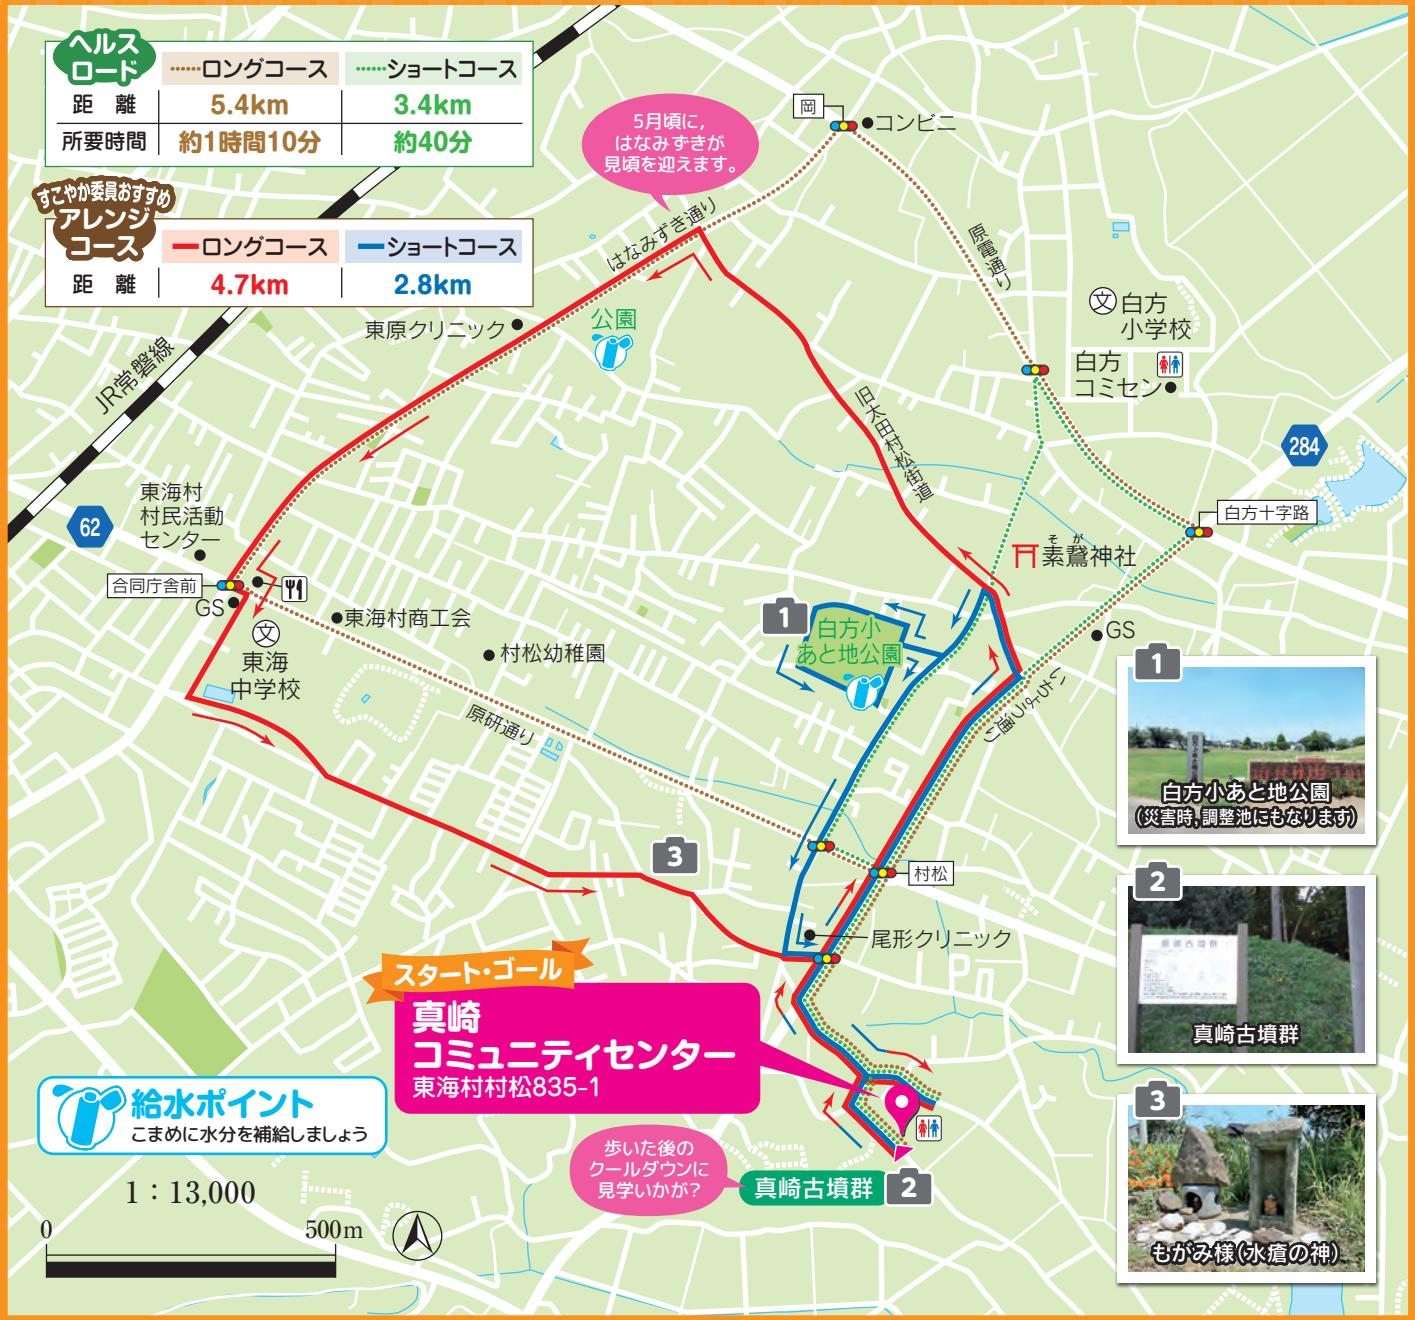 ヘルス
ロード
ロングコース
ショートコース
距 離
5.4km
3.4km
所要時間
約1時間10分
約40分
すこやか委員おすすめ
アレンジ
コース
ロングコース
ショートコース
距 離
4.7km
2.8km
5月頃に，
はなみずきが
見頃を迎えます。
岡
コンビニ
はなみずき通り
原電通り
文
白方
小学校
白方
コミセン
東原クリニック
公園
JR常磐線
旧太田村松街道
284
白方十字路
東海村
村民活動
センター
62
合同庁舎前
GS
文
東海
中学校
東海村商工会
村松幼稚園
原研通り
そ が
素鵞神社
1
白方小
あと地公園
GS
いちょう通り
3
村松
尾形クリニック
スタート・ゴール
真崎
コミュニティセンター
東海村村松835-1
歩いた後の
クールダウンに
見学いかが？
真崎古墳群
2
給水ポイント
こまめに水分を補給しましょう
1：13,000
0
500m
1
白方小あと地公園
（災害時，調整池にもなります）
2
真崎古墳群
真崎古墳群
3
もがみ様（水瘡の神）